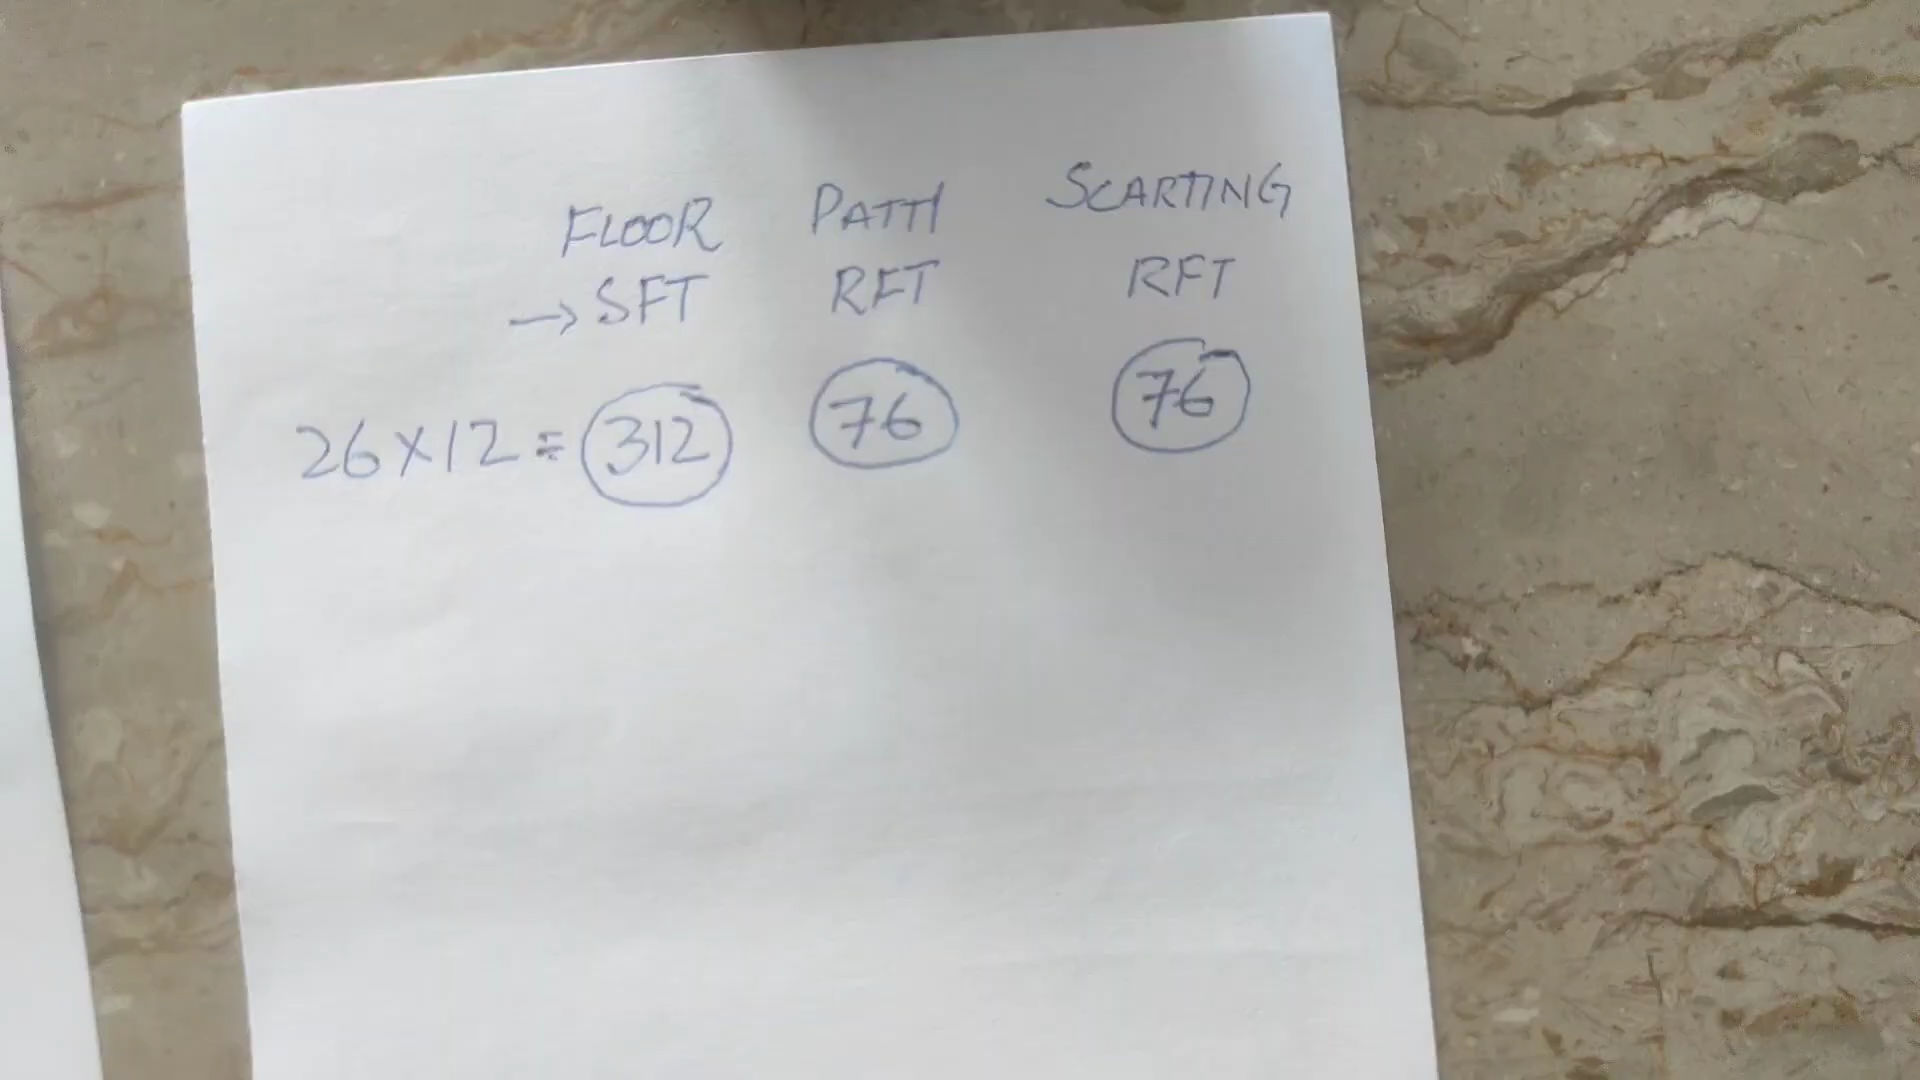 FLOOR PATTI SCARTING
→ SFT RFT RFT
26×12 = 312 76 76